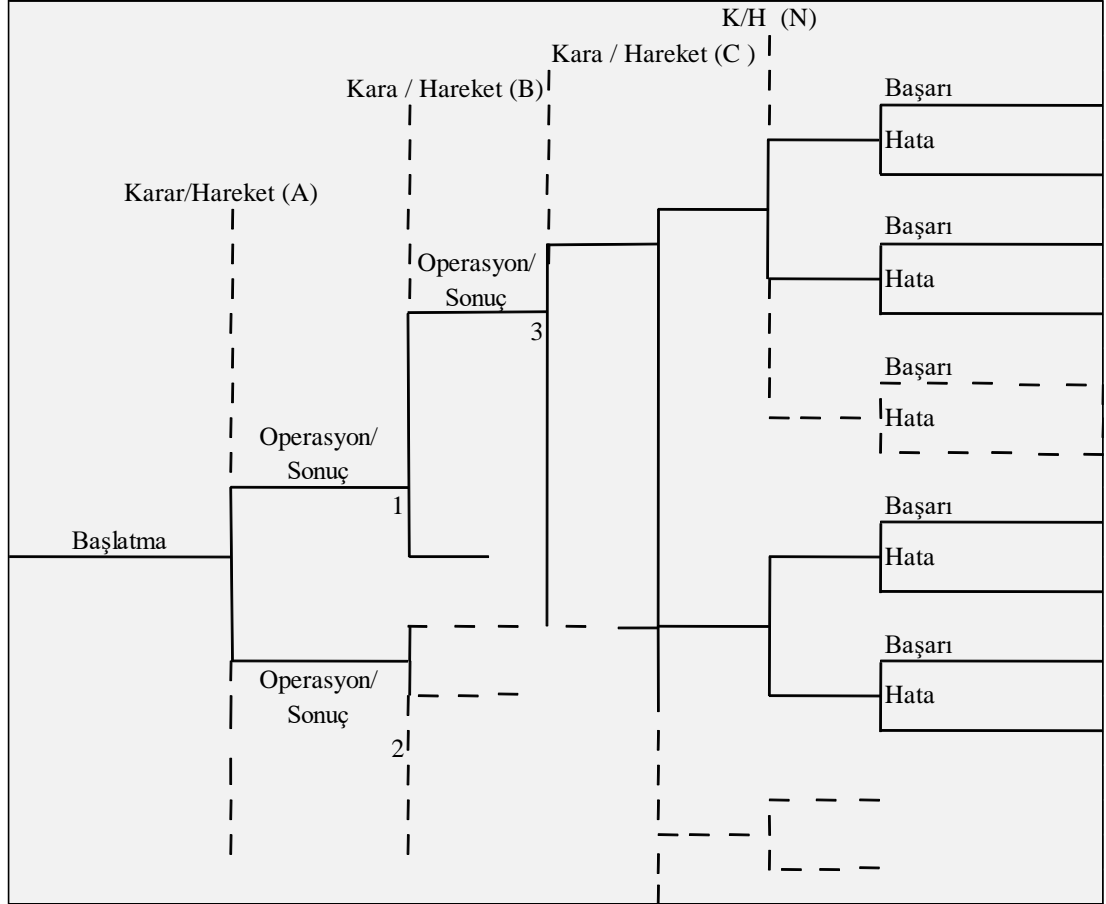 K/H (N)
Kara / Hareket (C )
Kara / Hareket (B)
Karar/Hareket (A)
Başarı
Hata
Başarı
Hata
Operasyon/
Sonuç
3
Başarı
Hata
Operasyon/
Sonuç
1
Başlatma
Başarı
Hata
Operasyon/
Sonuç
2
Başarı
Hata